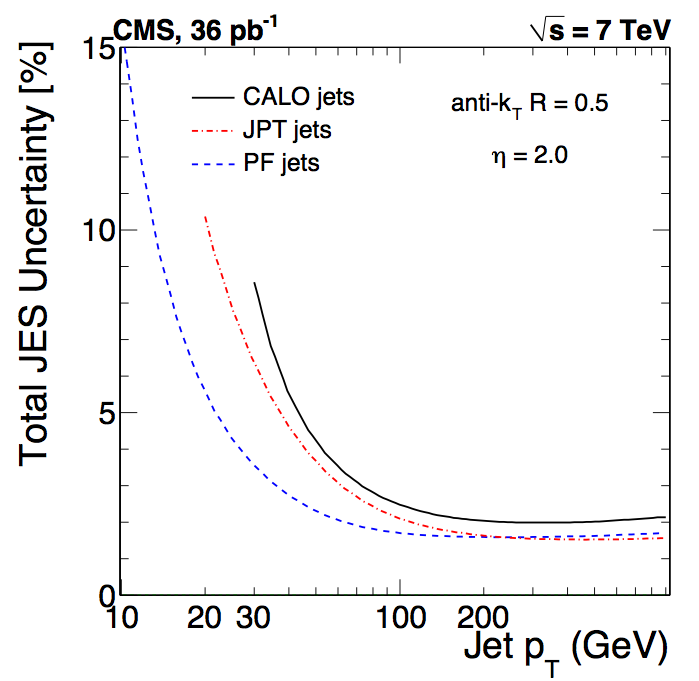 CMS, 36 pb⁻¹ √s = 7 TeV
Total JES Uncertainty [%]
15
10
5
0
CALO jets
JPT jets
PF jets
anti-k_T R = 0.5
η = 2.0
10 20 30 100 200
Jet p_T (GeV)